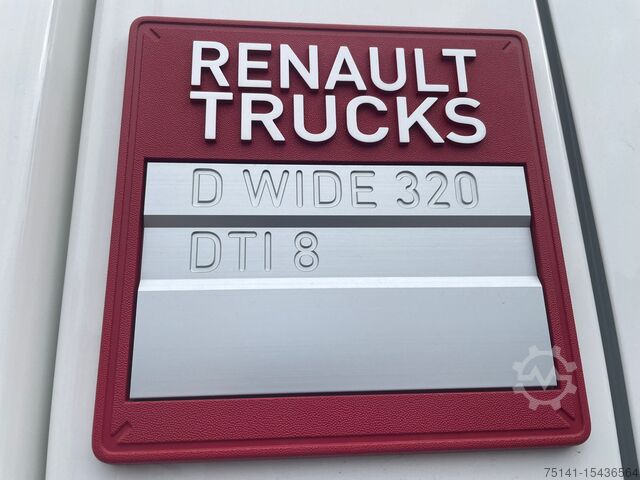 RENAULT
TRUCKS
D WIDE 320
DTI 8
75141-15436564